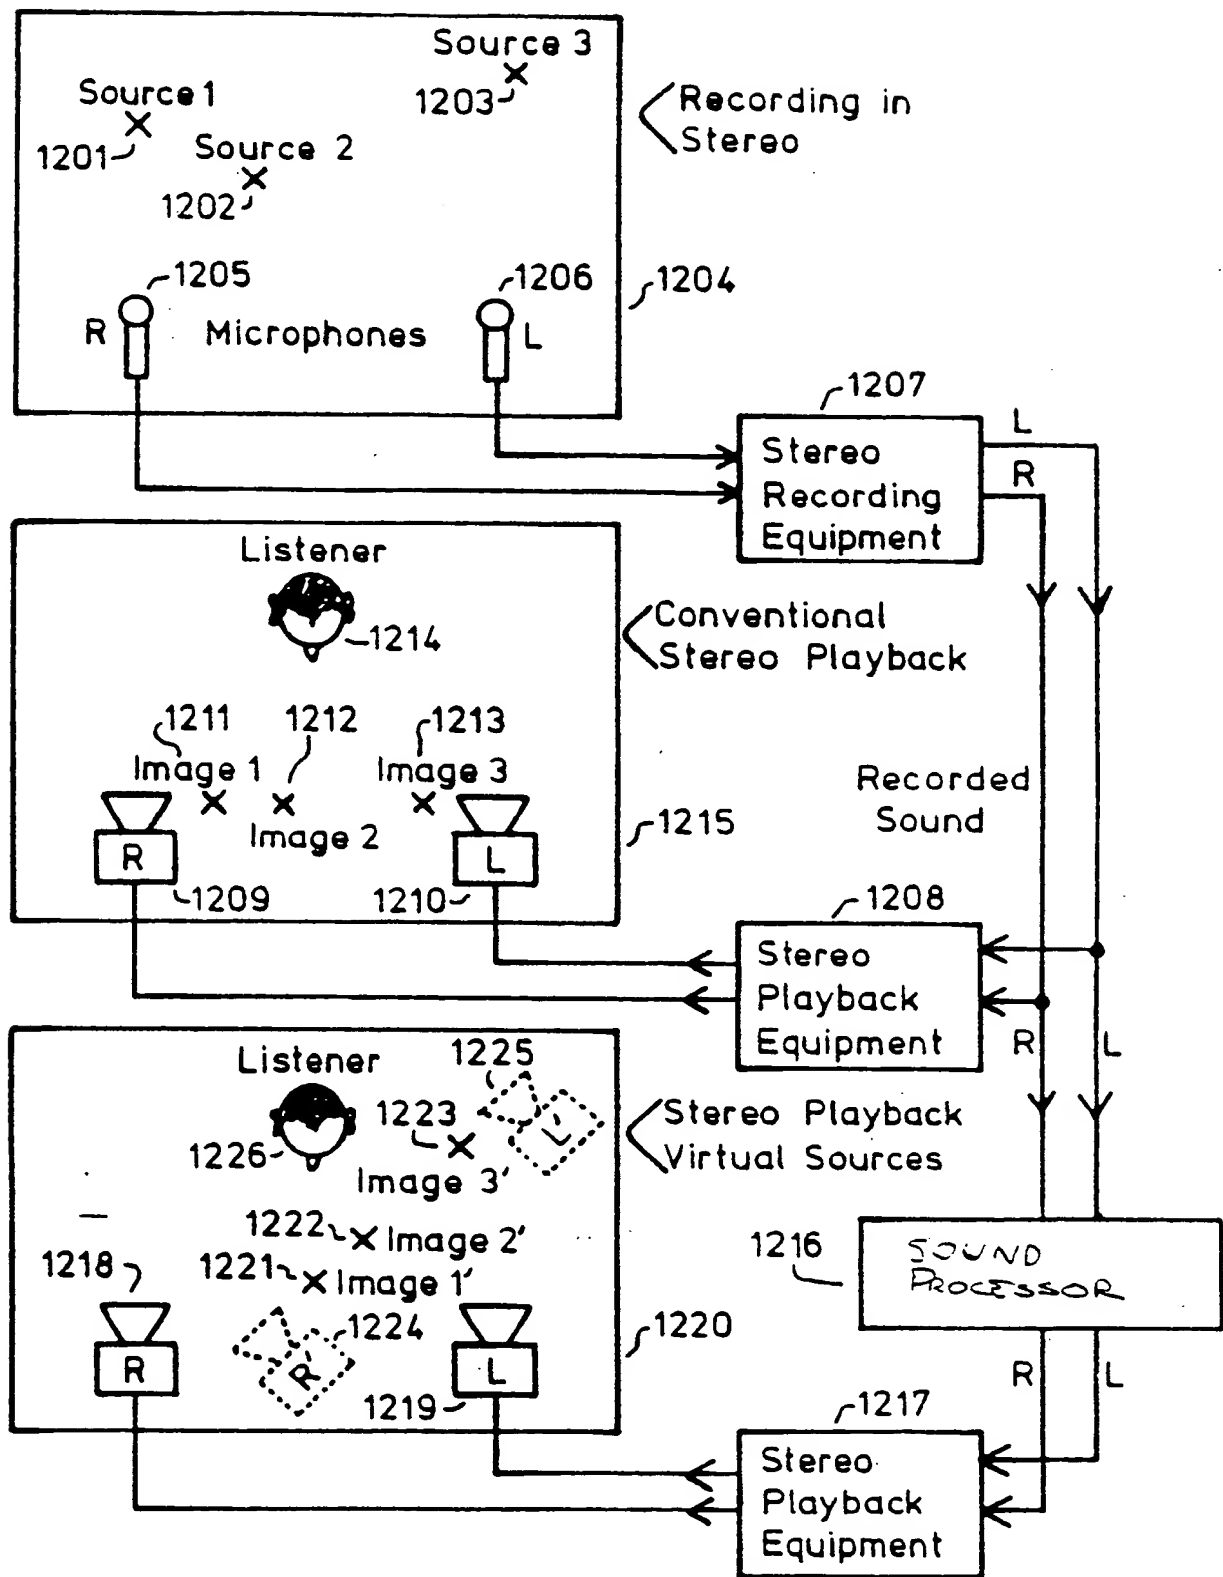 Source 3
1203
Source 1
1201
Source 2
1202
Recording in
Stereo
1205
1206
1204
R
Microphones
L
1207
Stereo
Recording
Equipment
L
R
Listener
1214
Conventional
Stereo Playback
1211
1212
1213
Image 1
Image 3
Image 2
R
L
1209
1210
1215
Recorded
Sound
1208
Stereo
Playback
Equipment
R
L
Listener
1225
1223
L'
1226
Image 3'
Stereo Playback
Virtual Sources
1222
Image 2'
1221
Image 1'
1218
1224
R
R'
L
1219
1220
1216
SOUND
PROCESSOR
R
L
1217
Stereo
Playback
Equipment